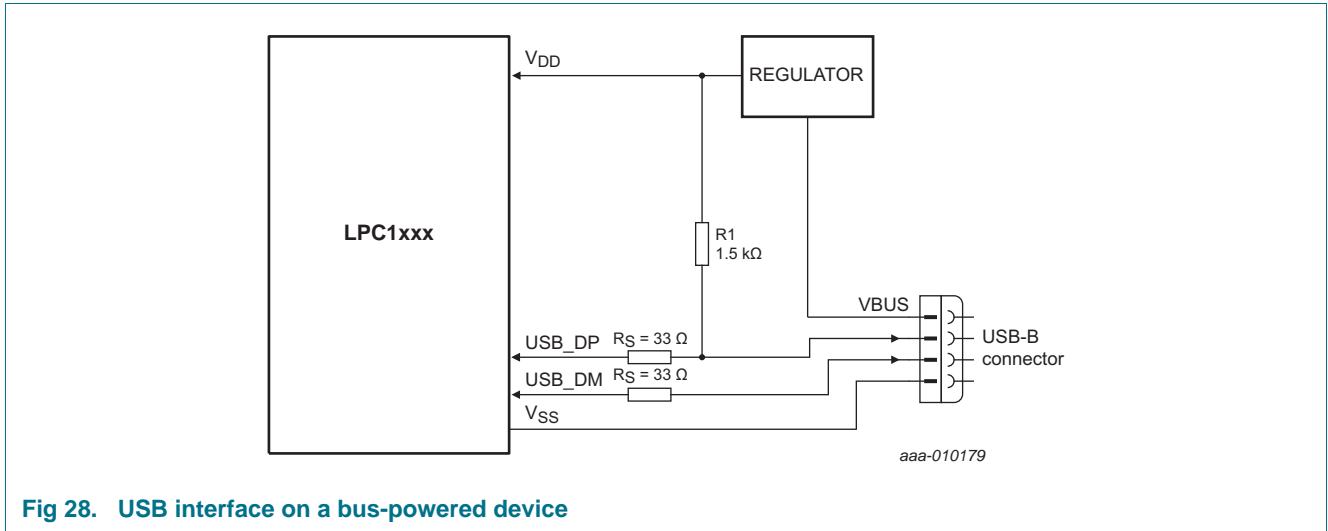 VDD
REGULATOR
LPC1xxx
R1
1.5 kΩ
VBUS
USB_DP RS = 33 Ω
USB-B
connector
USB_DM RS = 33 Ω
VSS
aaa-010179
Fig 28. USB interface on a bus-powered device